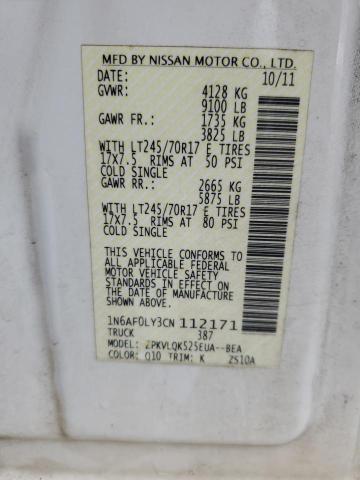 MFD BY NISSAN MOTOR CO., LTD.
DATE: 10/11
GVWR: 4128 KG
9100 LB
GAWR FR.: 1735 KG
3825 LB
WITH LT245/70R17 E TIRES
17X7.5 RIMS AT 50 PSI
COLD SINGLE
GAWR RR.: 2665 KG
5875 LB
WITH LT245/70R17 E TIRES
17X7.5 RIMS AT 80 PSI
COLD SINGLE
THIS VEHICLE CONFORMS TO
ALL APPLICABLE FEDERAL
MOTOR VEHICLE SAFETY
STANDARDS IN EFFECT ON
THE DATE OF MANUFACTURE
SHOWN ABOVE.
1N6AF0LY3CN112171
TRUCK 387
MODEL: ZPKVLQK525EUA--BEA
COLOR: Q10 TRIM: K ZS10A